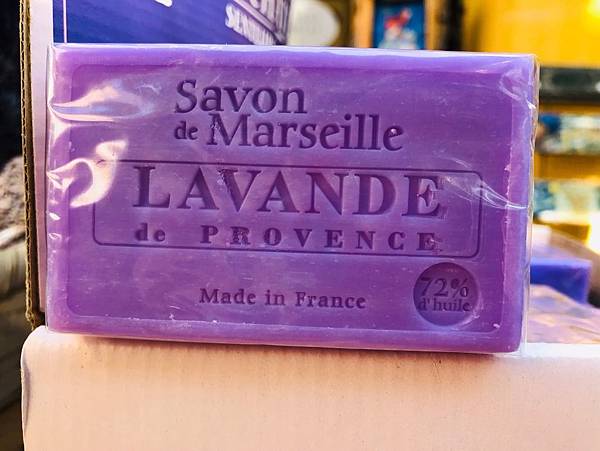 Savon
de Marseille
LAVANDE
de PROVENCE
Made in France
72%
d'huile